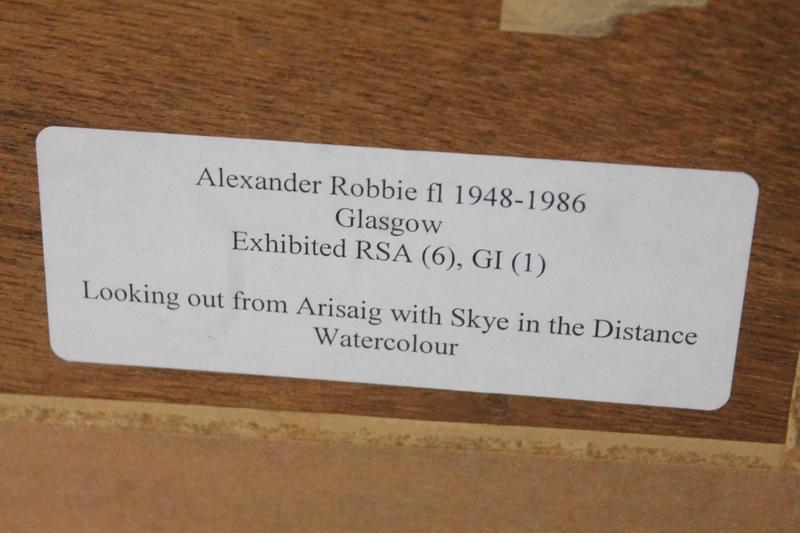 Alexander Robbie fl 1948-1986
Glasgow
Exhibited RSA (6), GI (1)
Looking out from Arisaig with Skye in the Distance
Watercolour